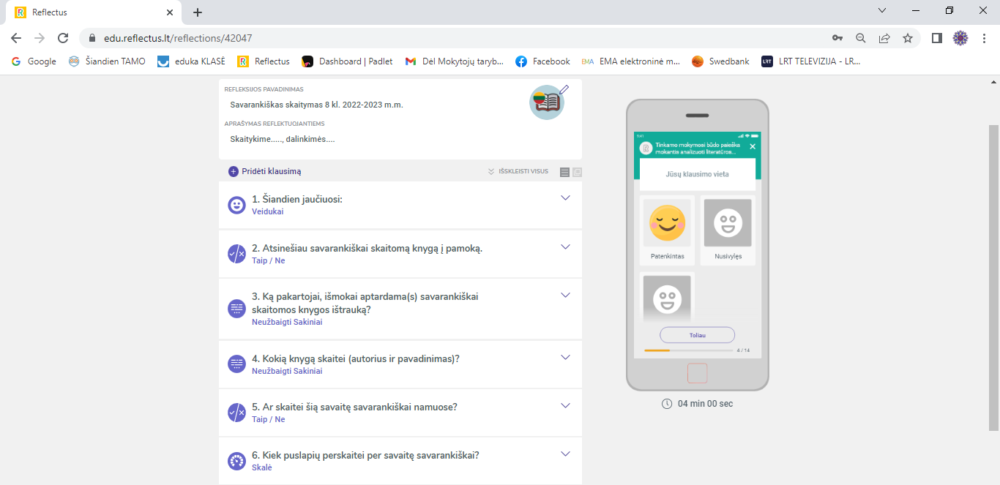 Reflectus
edu.reflectus.lt/reflections/42047
Google
Šiandien TAMO
eduka KLASĖ
Reflectus
Dashboard | Padlet
Dėl Mokytojų taryb...
Facebook
EMA elektroninė m...
Swedbank
LRT TELEVIZIJA - LR...
REFLEKSIJOS PAVADINIMAS
Savarankiškas skaitymas 8 kl. 2022-2023 m.m.
APRAŠYMAS REFLEKTUOJANTIEMS
Skaitykime....., dalinkimės....
Pridėti klausimą
IŠSKLEISTI VISUS
1. Šiandien jaučiuosi:
Veidukai
2. Atsinešiau savarankiškai skaitomą knygą į pamoką.
Taip / Ne
3. Ką pakartojai, išmokai aptardama(s) savarankiškai
skaitomos knygos ištrauką?
Neužbaigti Sakiniai
4. Kokią knygą skaitei (autorius ir pavadinimas)?
Neužbaigti Sakiniai
5. Ar skaitei šią savaitę savarankiškai namuose?
Taip / Ne
6. Kiek puslapių perskaitei per savaitę savarankiškai?
Skalė
9:41
Tinkamo mokymosi būdo paieška
mokantis analizuoti literatūros...
Jūsų klausimo vieta
Patenkintas
Nusivylęs
Toliau
4 / 14
04 min 00 sec